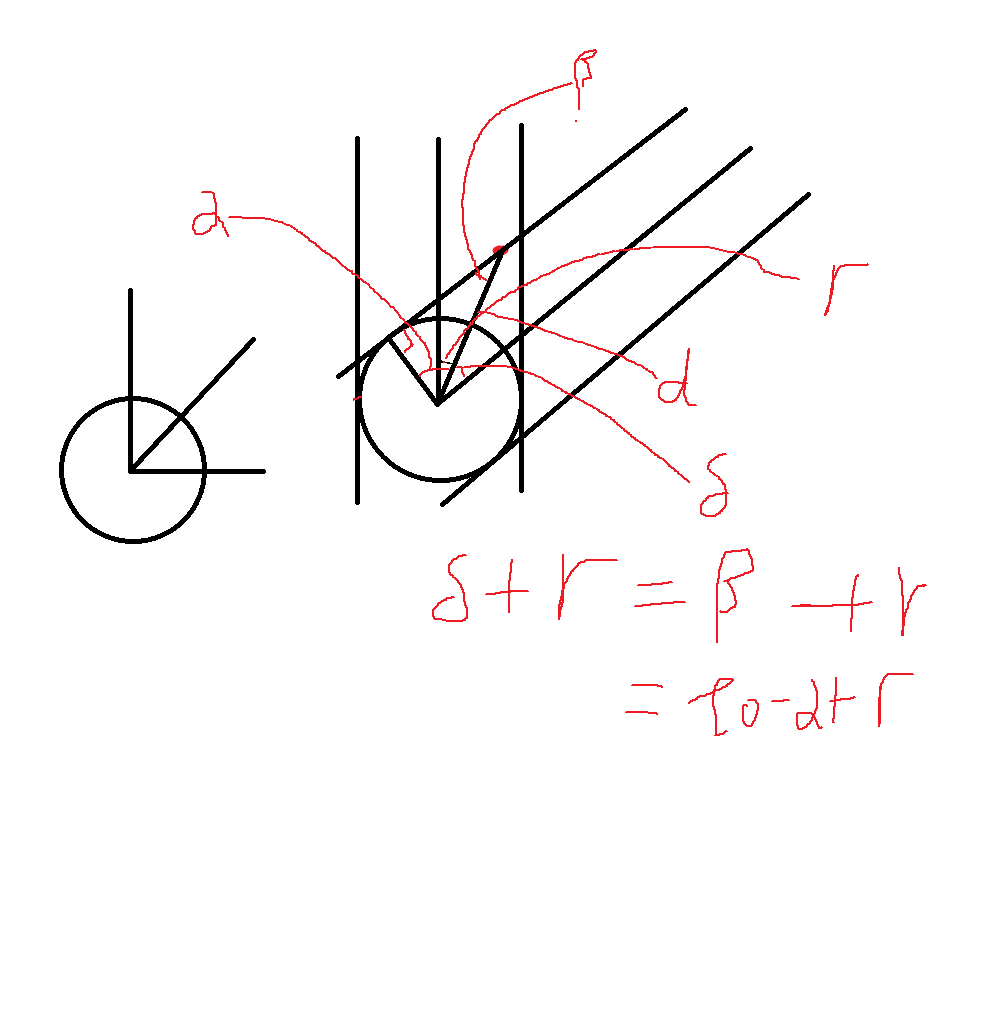 β
α
r
d
δ
δ + r = β + r
= 90 - α + r